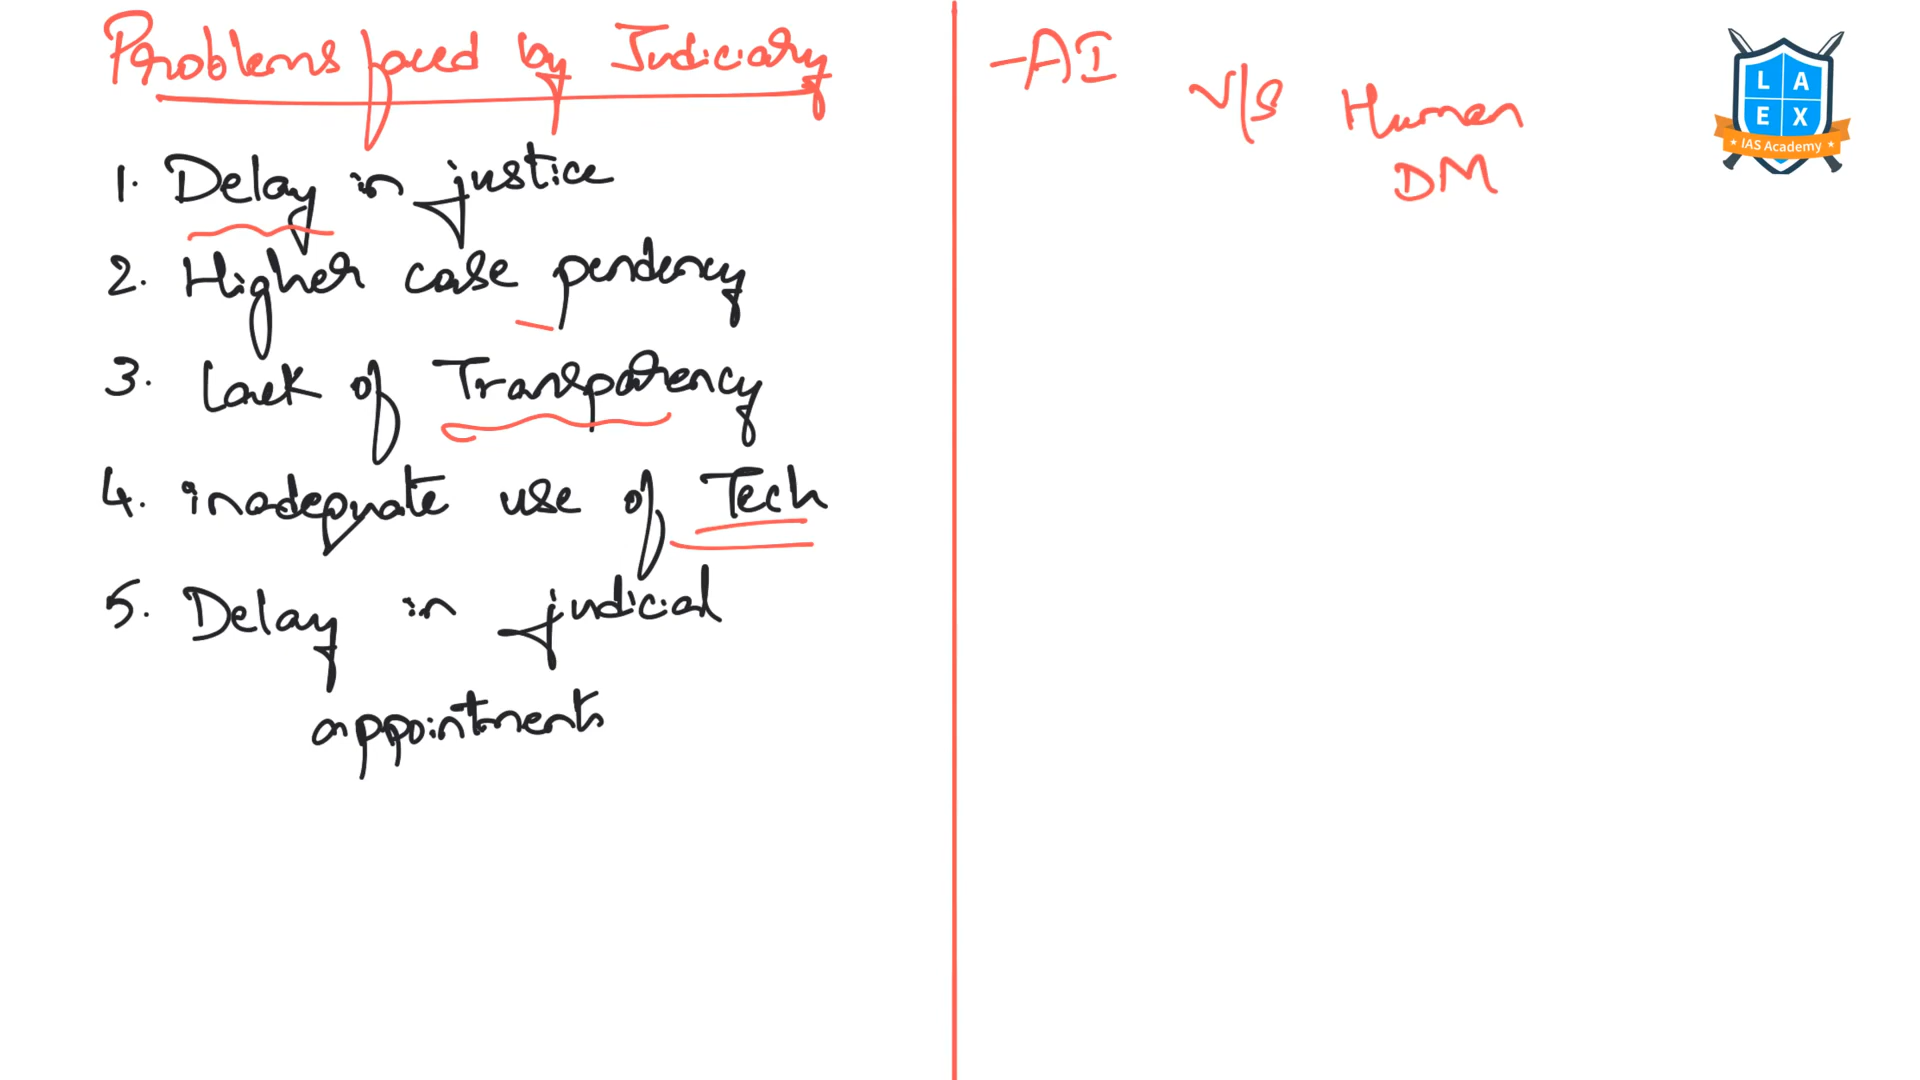 Problems faced by Judiciary
1. Delay in justice
2. Higher case pendency
3. Lack of Transparency
4. inadequate use of Tech
5. Delay in judicial
appointments
- AI
V/S Human
DM
L A
E X
IAS Academy